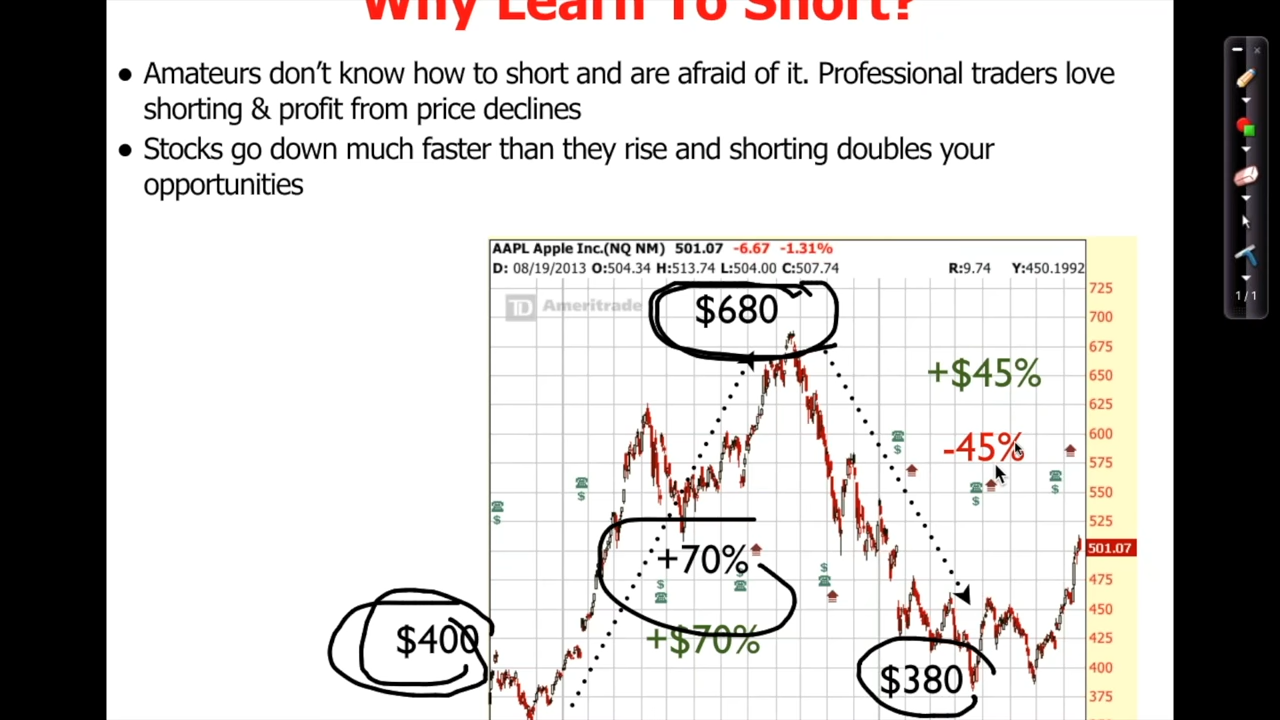 Why Learn To Short?
• Amateurs don't know how to short and are afraid of it. Professional traders love
shorting & profit from price declines
• Stocks go down much faster than they rise and shorting doubles your
opportunities
AAPL Apple Inc.(NQ NM) 501.07 -6.67 -1.31%
D: 08/19/2013 O:504.34 H:513.74 L:504.00 C:507.74 R:9.74 Y:450.1992
TD Ameritrade
$680
+$45%
-45%
+70%
+$70%
$400
$380
725
700
675
650
625
600
575
550
525
501.07
475
450
425
400
375
1/1